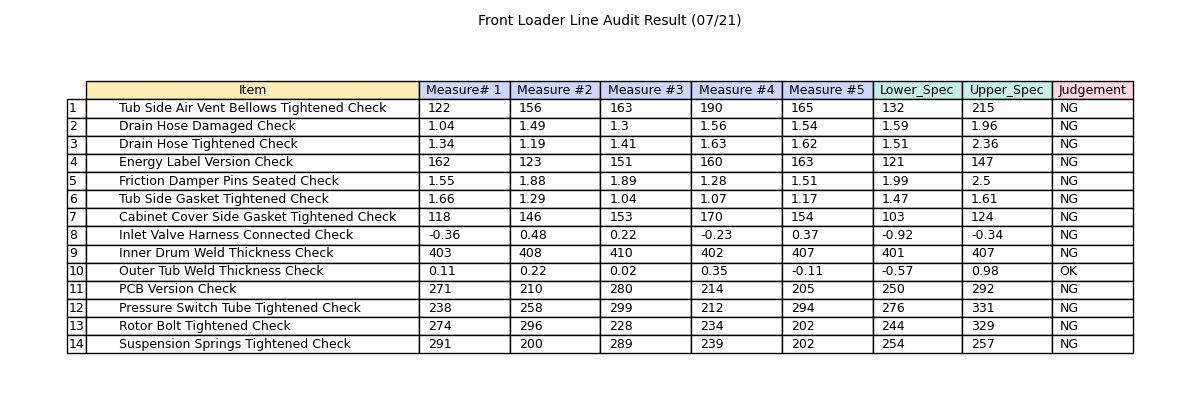 Front Loader Line Audit Result (07/21)
Item Measure# 1 Measure #2 Measure #3 Measure #4 Measure #5 Lower_Spec Upper_Spec Judgement
1 Tub Side Air Vent Bellows Tightened Check 122 156 163 190 165 132 215 NG
2 Drain Hose Damaged Check 1.04 1.49 1.3 1.56 1.54 1.59 1.96 NG
3 Drain Hose Tightened Check 1.34 1.19 1.41 1.63 1.62 1.51 2.36 NG
4 Energy Label Version Check 162 123 151 160 163 121 147 NG
5 Friction Damper Pins Seated Check 1.55 1.88 1.89 1.28 1.51 1.99 2.5 NG
6 Tub Side Gasket Tightened Check 1.66 1.29 1.04 1.07 1.17 1.47 1.61 NG
7 Cabinet Cover Side Gasket Tightened Check 118 146 153 170 154 103 124 NG
8 Inlet Valve Harness Connected Check -0.36 0.48 0.22 -0.23 0.37 -0.92 -0.34 NG
9 Inner Drum Weld Thickness Check 403 408 410 402 407 401 407 NG
10 Outer Tub Weld Thickness Check 0.11 0.22 0.02 0.35 -0.11 -0.57 0.98 OK
11 PCB Version Check 271 210 280 214 205 250 292 NG
12 Pressure Switch Tube Tightened Check 238 258 299 212 294 276 331 NG
13 Rotor Bolt Tightened Check 274 296 228 234 202 244 329 NG
14 Suspension Springs Tightened Check 291 200 289 239 202 254 257 NG